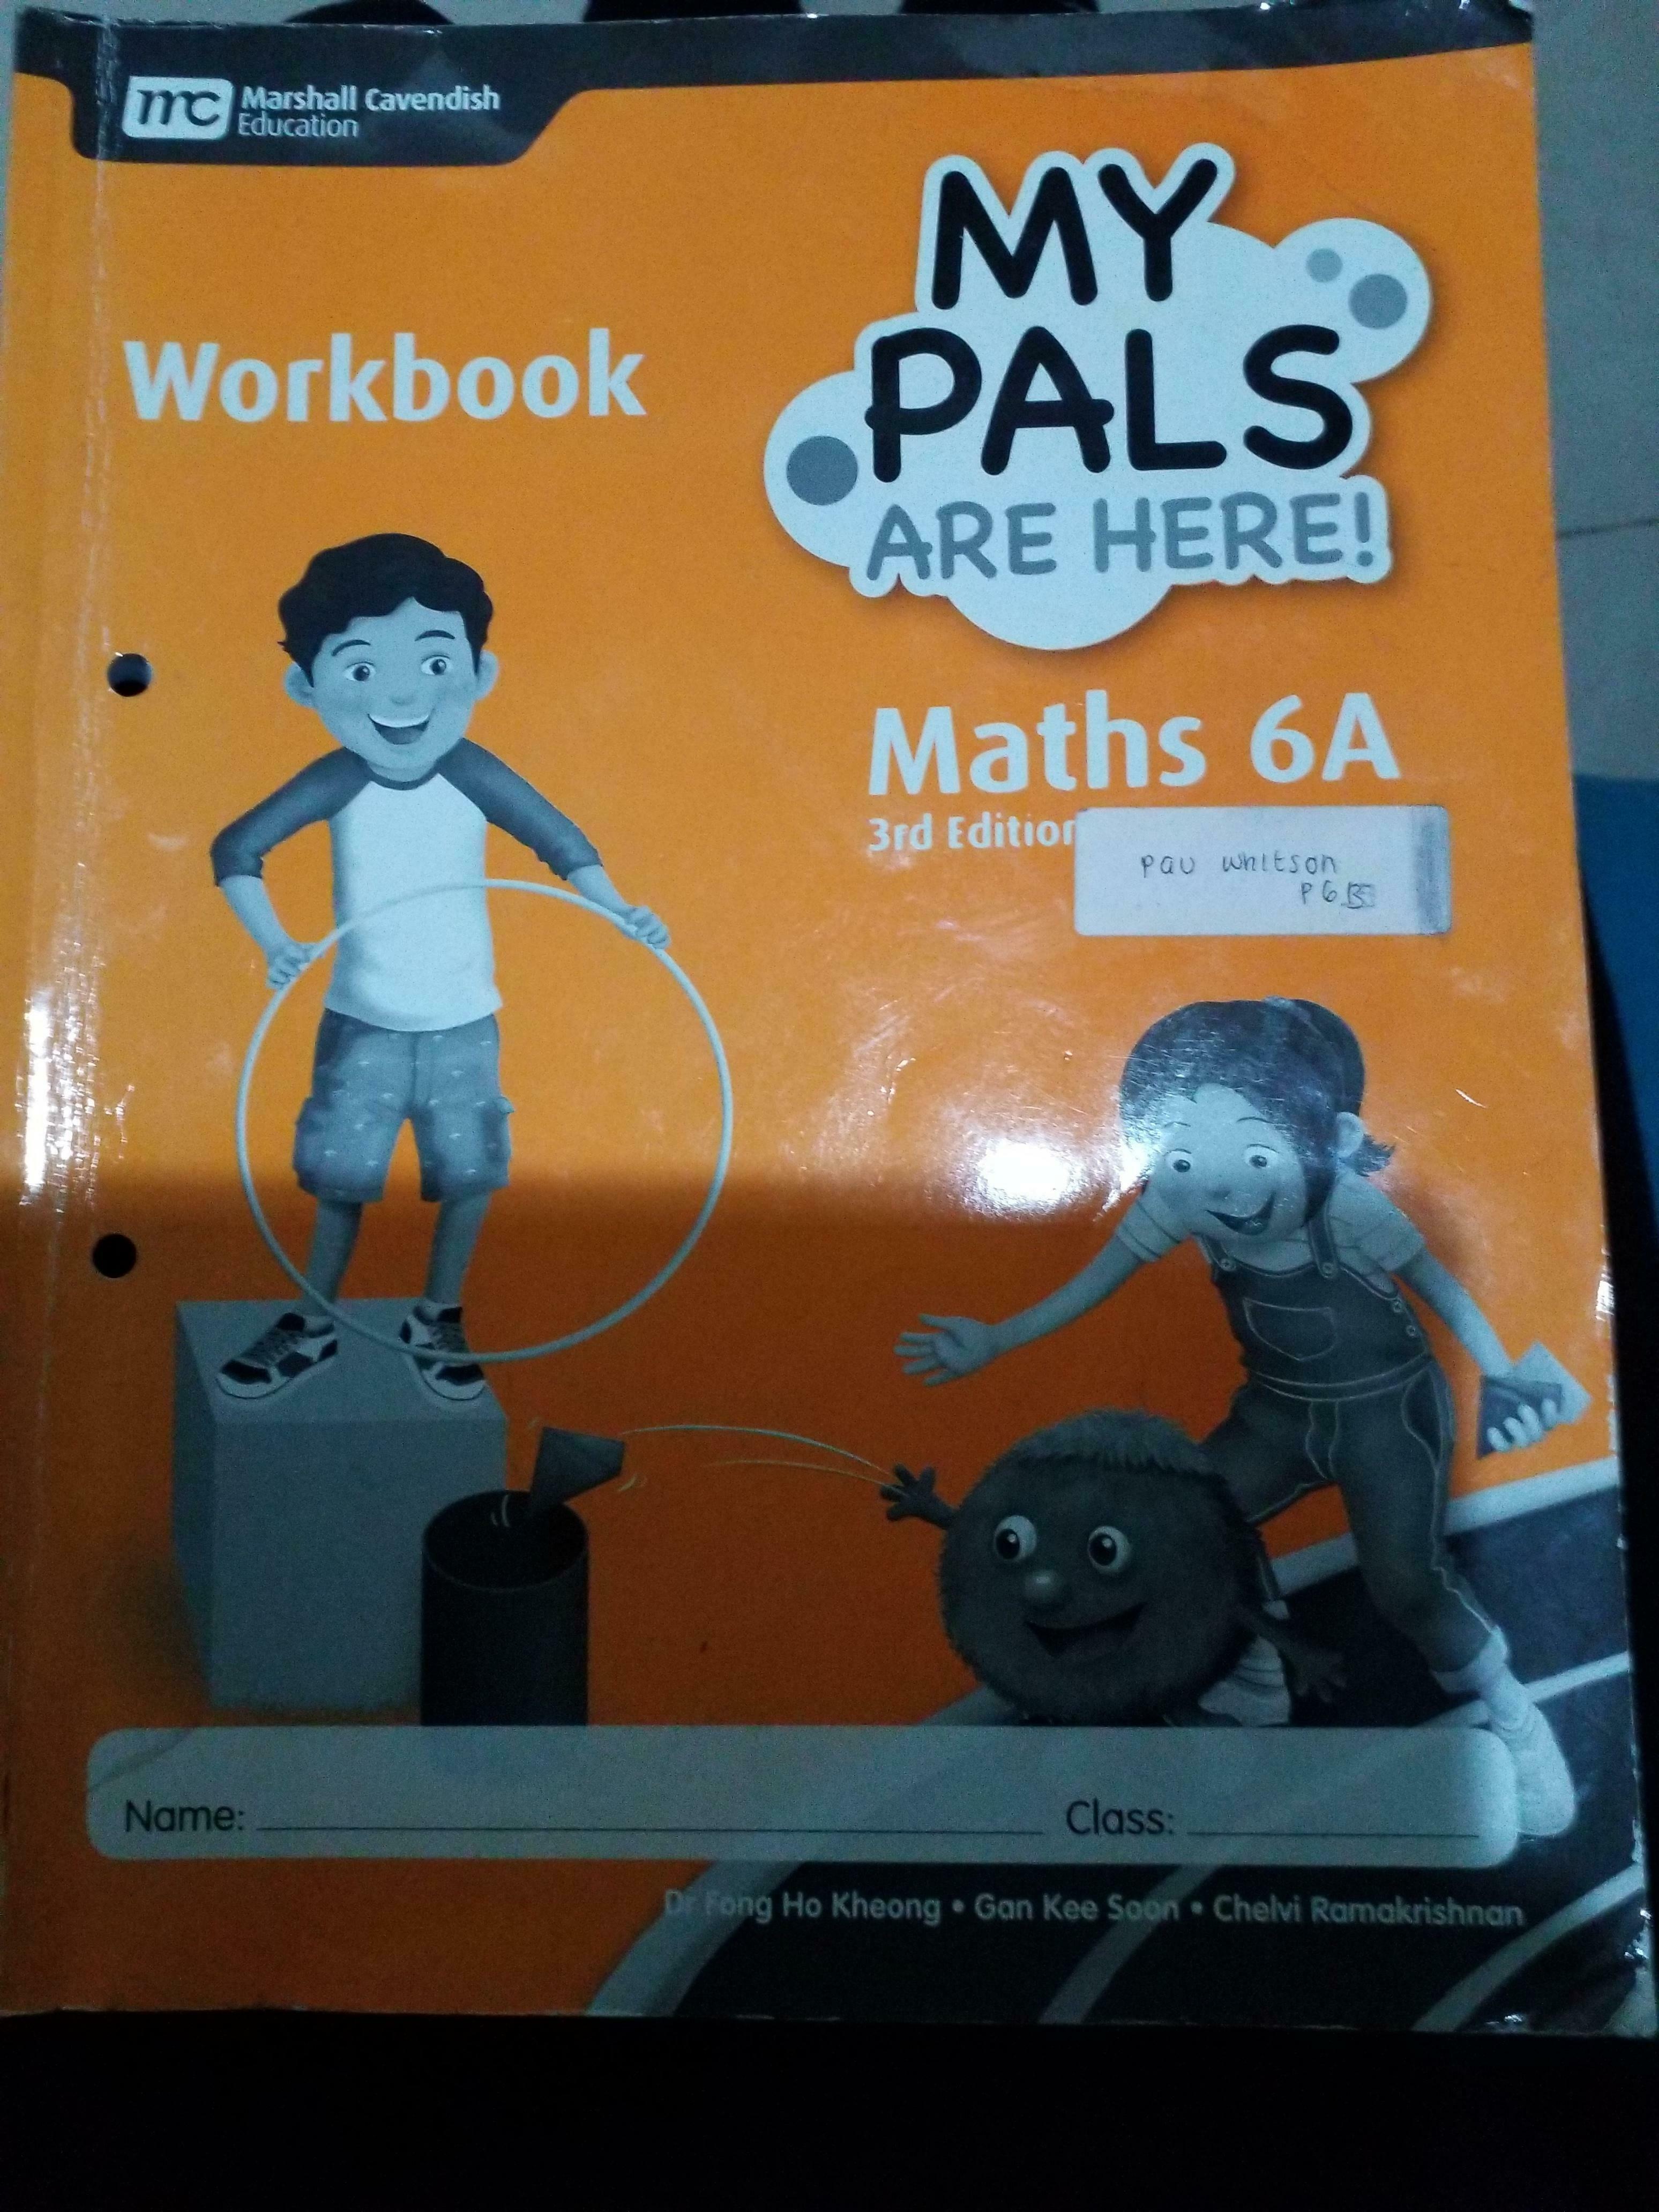 mc Marshall Cavendish
Education
MY
PALS
ARE HERE!
Workbook
Maths 6A
3rd Edition
pau whitson
P6
Name:
Class:
Dr Fong Ho Kheong • Gan Kee Soon • Chelvi Ramakrishnan